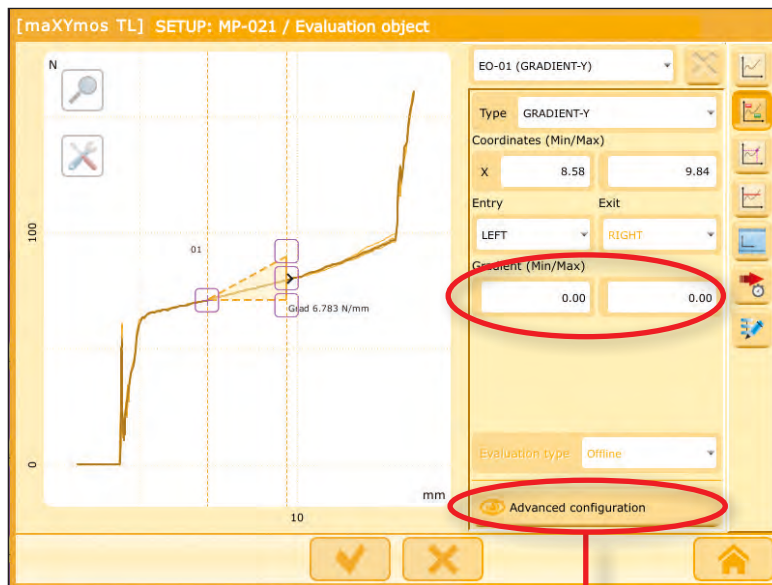 [maXYmos TL] SETUP: MP-021 / Evaluation object
N
100
0
01
Grad 6.783 N/mm
mm
10
EO-01 (GRADIENT-Y)
Type GRADIENT-Y
Coordinates (Min/Max)
X 8.58 9.84
Entry Exit
LEFT RIGHT
Gradient (Min/Max)
0.00 0.00
Evaluation type Offline
Advanced configuration